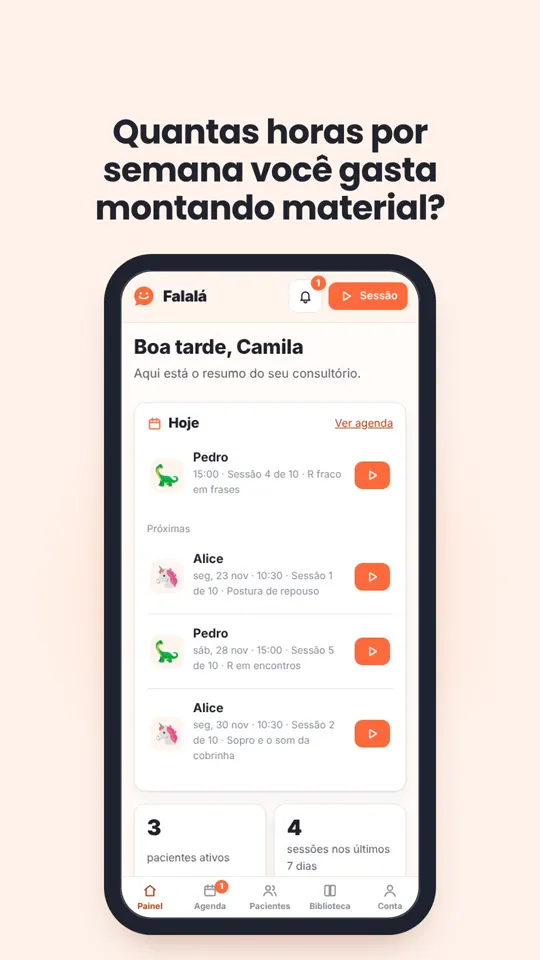 Quantas horas por
semana você gasta
montando material?
Falalá
1
Sessão
Boa tarde, Camila
Aqui está o resumo do seu consultório.
Hoje
Ver agenda
Pedro
15:00 · Sessão 4 de 10 · R fraco
em frases
Próximas
Alice
seg, 23 nov · 10:30 · Sessão 1
de 10 · Postura de repouso
Pedro
sáb, 28 nov · 15:00 · Sessão 5
de 10 · R em encontros
Alice
seg, 30 nov · 10:30 · Sessão 2
de 10 · Sopro e o som da
cobrinha
3
pacientes ativos
4
sessões nos últimos
7 dias
Painel
1
Agenda
Pacientes
Biblioteca
Conta